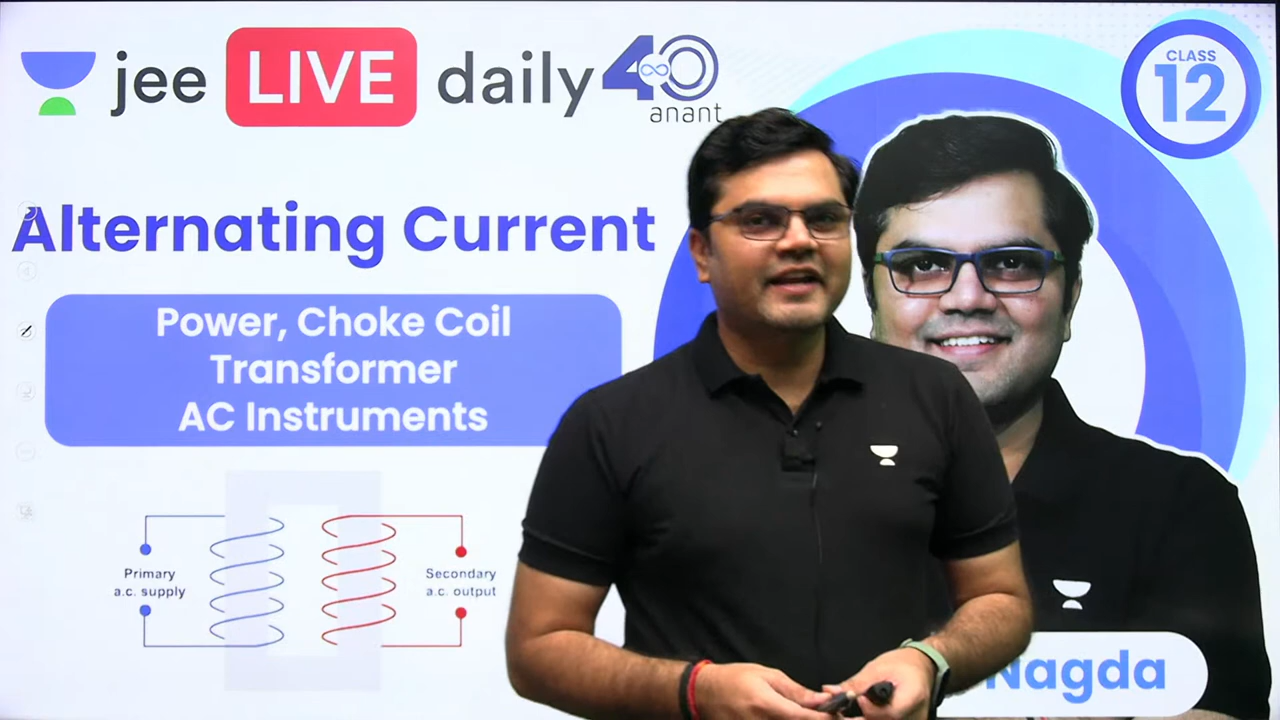 jee LIVE daily 40
anant
CLASS
12
Alternating Current
Power, Choke Coil
Transformer
AC Instruments
Primary
a.c. supply
Secondary
a.c. output
Nagda